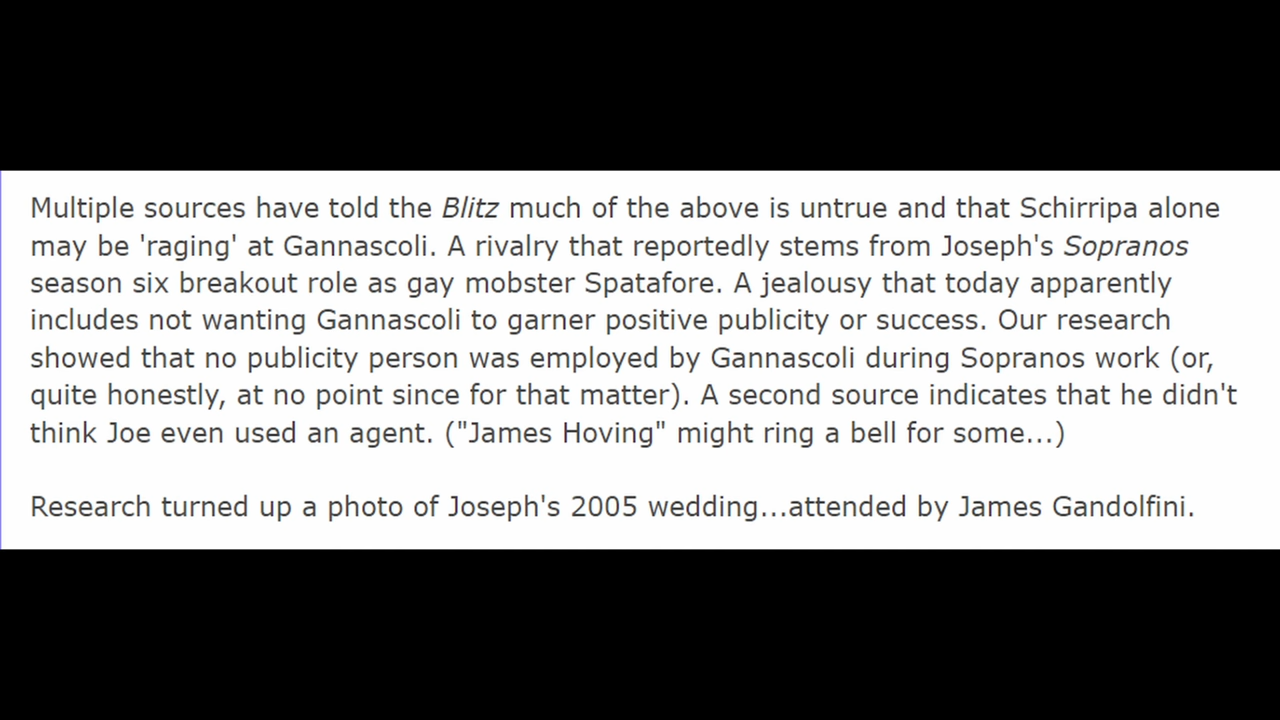 Multiple sources have told the Blitz much of the above is untrue and that Schirripa alone
may be 'raging' at Gannascoli. A rivalry that reportedly stems from Joseph's Sopranos
season six breakout role as gay mobster Spatafore. A jealousy that today apparently
includes not wanting Gannascoli to garner positive publicity or success. Our research
showed that no publicity person was employed by Gannascoli during Sopranos work (or,
quite honestly, at no point since for that matter). A second source indicates that he didn't
think Joe even used an agent. ("James Hoving" might ring a bell for some...)
Research turned up a photo of Joseph's 2005 wedding...attended by James Gandolfini.